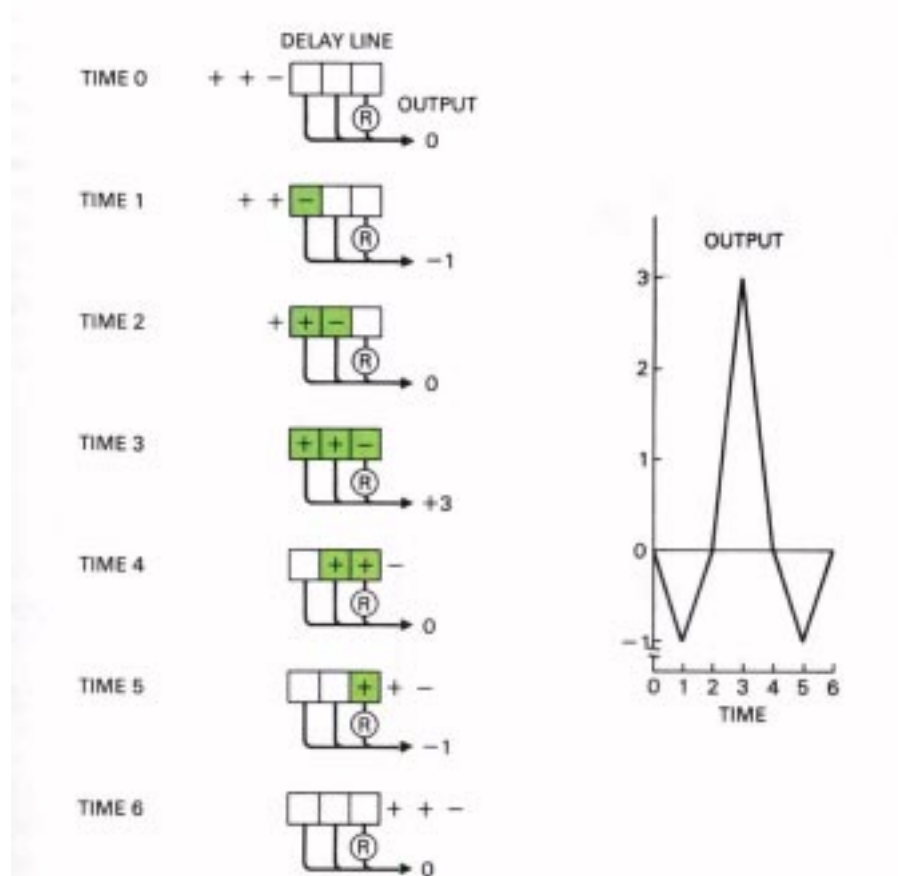 DELAY LINE
TIME 0 + + −
OUTPUT
R
0
TIME 1 + + −
R
−1
TIME 2 + + −
R
0
TIME 3 + + −
R
+3
TIME 4 + + −
R
0
TIME 5 + + −
R
−1
TIME 6 + + −
R
0
OUTPUT
3
2
1
0
−1
0 1 2 3 4 5 6
TIME